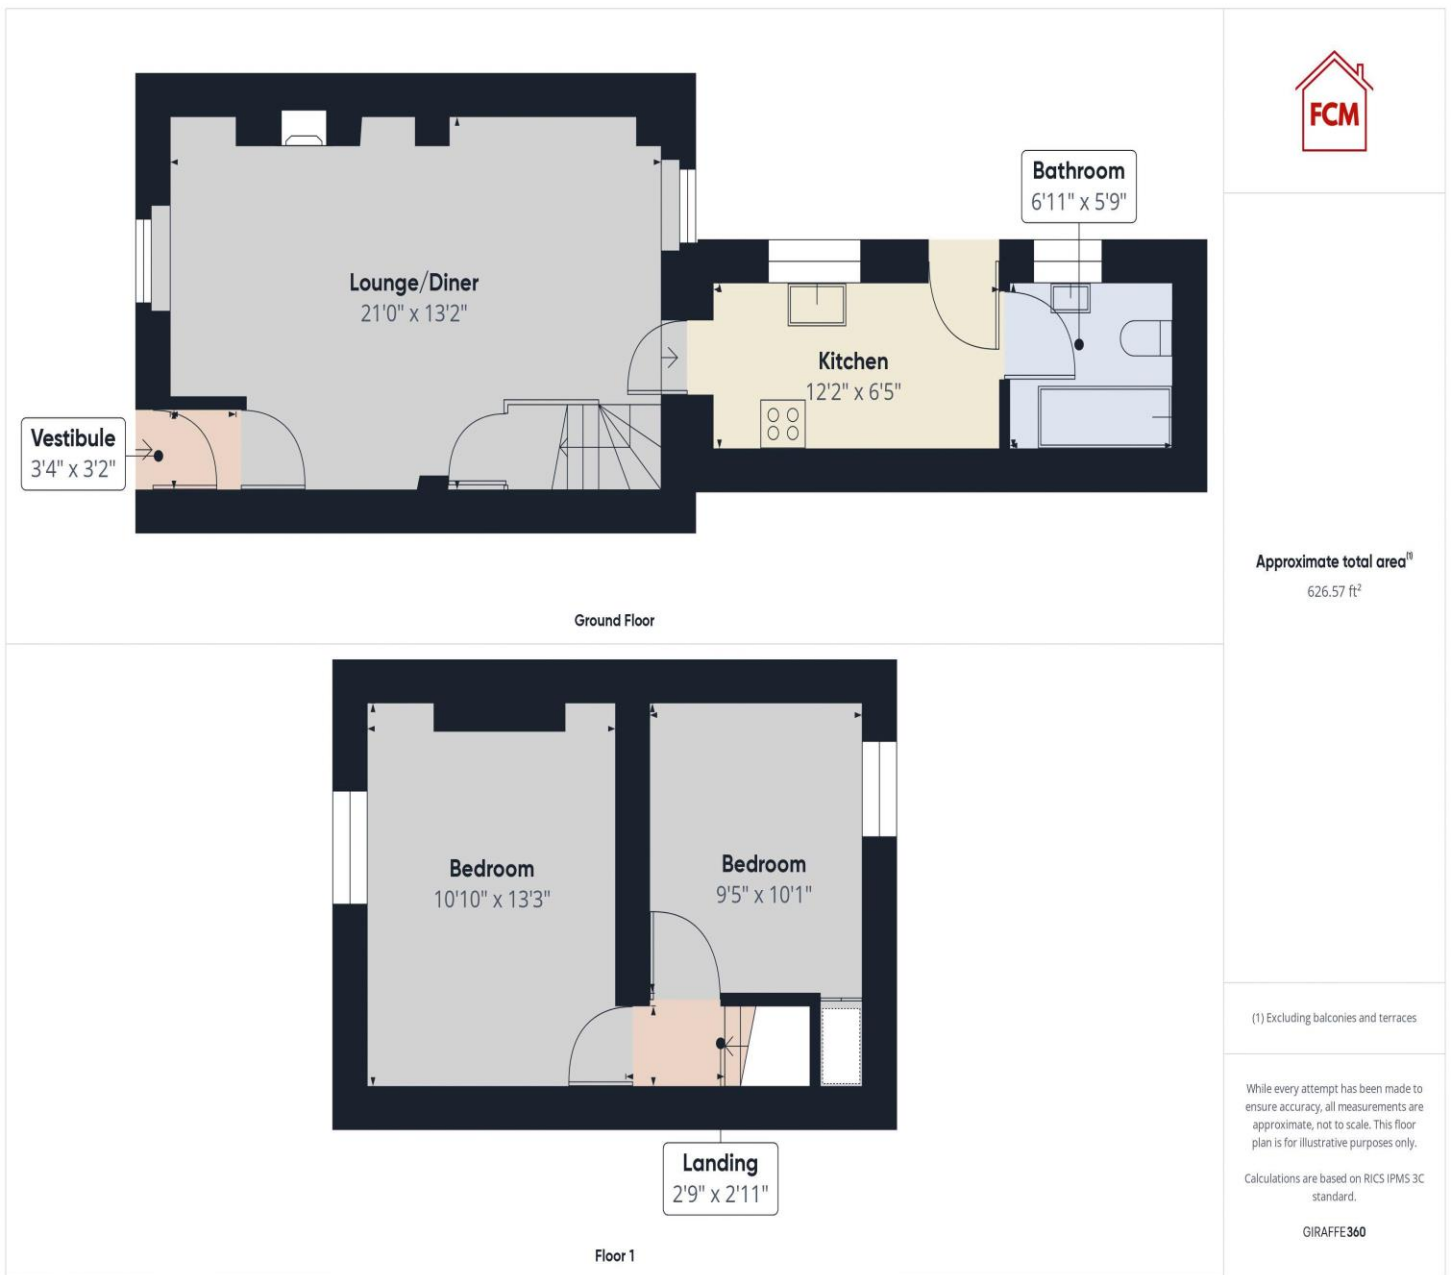 FCM
Bathroom
6'11" x 5'9"
Lounge/Diner
21'0" x 13'2"
Kitchen
12'2" x 6'5"
Vestibule
3'4" x 3'2"
Ground Floor
Approximate total area(1)
626.57 ft²
Bedroom
10'10" x 13'3"
Bedroom
9'5" x 10'1"
Landing
2'9" x 2'11"
Floor 1
(1) Excluding balconies and terraces
While every attempt has been made to
ensure accuracy, all measurements are
approximate, not to scale. This floor
plan is for illustrative purposes only.
Calculations are based on RICS IPMS 3C
standard.
GIRAFFE360